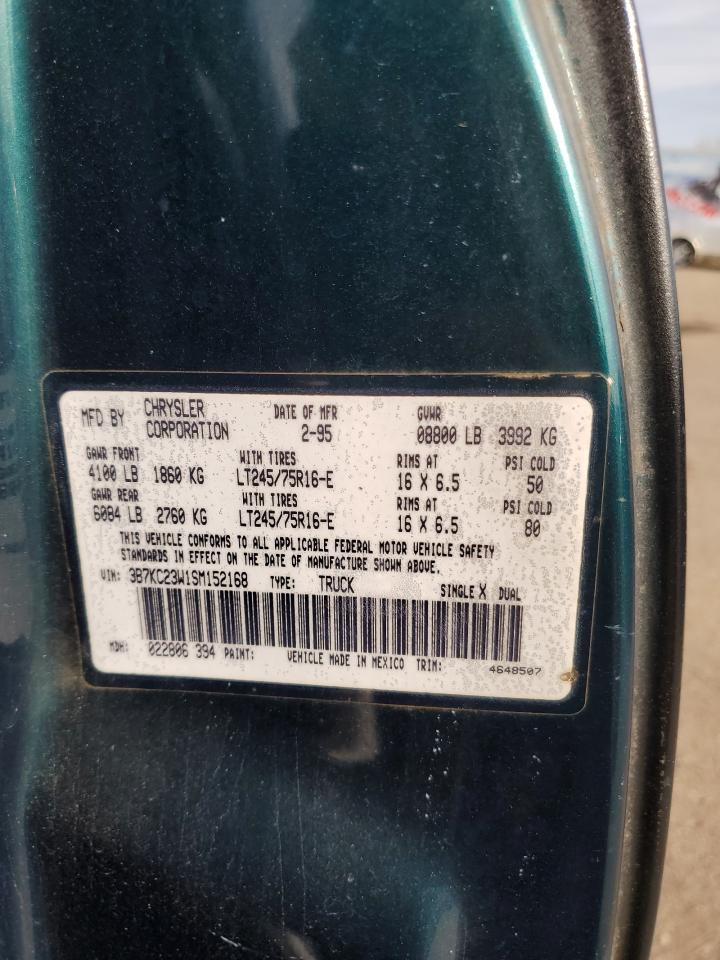 MFD BY CHRYSLER CORPORATION DATE OF MFR 2-95 GVWR 08800 LB 3992 KG
GAWR FRONT WITH TIRES RIMS AT PSI COLD
4100 LB 1860 KG LT245/75R16-E 16 X 6.5 50
GAWR REAR WITH TIRES RIMS AT PSI COLD
6084 LB 2760 KG LT245/75R16-E 16 X 6.5 80
THIS VEHICLE CONFORMS TO ALL APPLICABLE FEDERAL MOTOR VEHICLE SAFETY
STANDARDS IN EFFECT ON THE DATE OF MANUFACTURE SHOWN ABOVE.
VIN: 3B7KC23W1SM152168 TYPE: TRUCK SINGLE X DUAL
MDH: 022806 394 PAINT: VEHICLE MADE IN MEXICO TRIM: 4648507